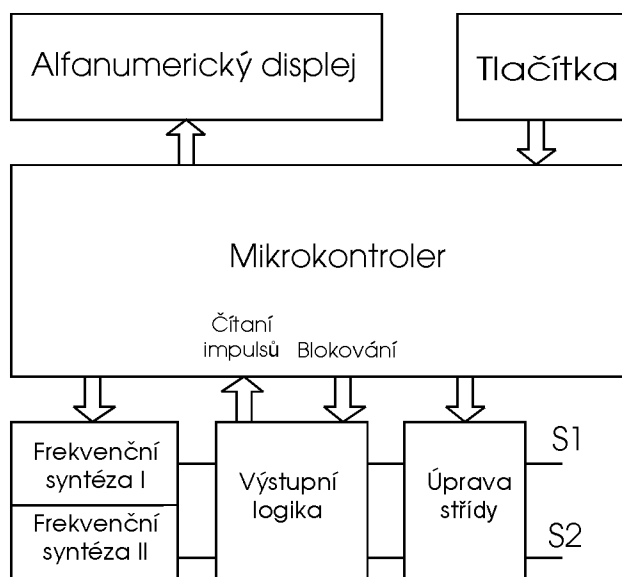 Alfanumerický displej
Tlačítka
Mikrokontroler
Čítaní
impulsů
Blokování
Frekvenční
syntéza I
Frekvenční
syntéza II
Výstupní
logika
Úprava
střídy
S1
S2